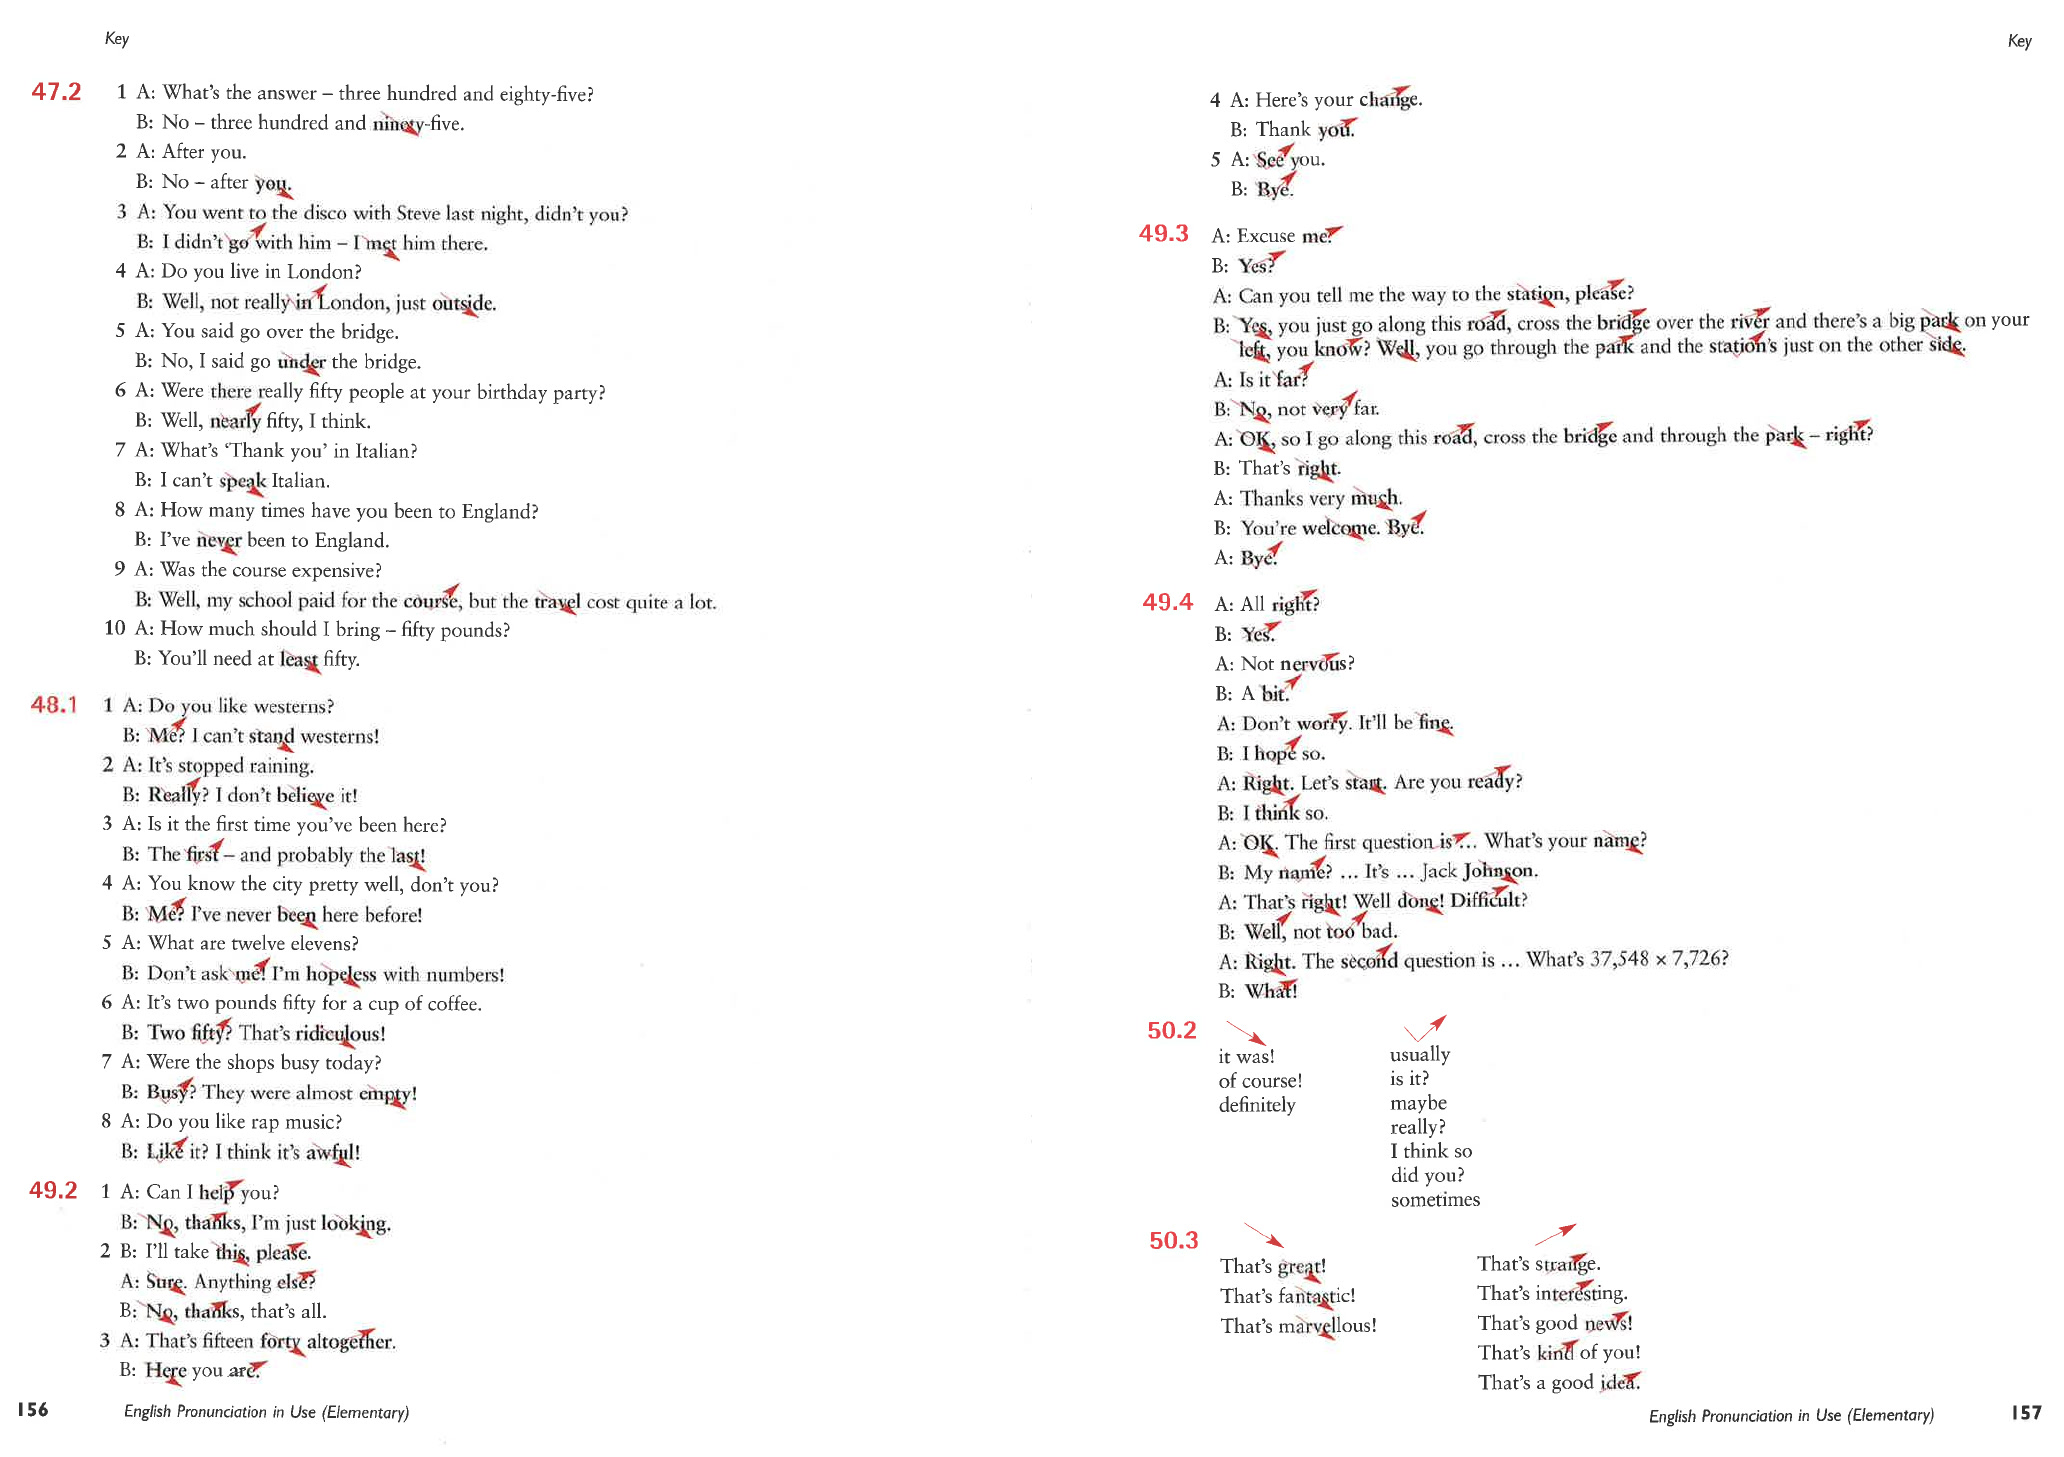 Key
47.2 1 A: What's the answer – three hundred and eighty-five?
B: No – three hundred and ninety-five.
2 A: After you.
B: No – after you.
3 A: You went to the disco with Steve last night, didn't you?
B: I didn't go with him – I met him there.
4 A: Do you live in London?
B: Well, not really in London, just outside.
5 A: You said go over the bridge.
B: No, I said go under the bridge.
6 A: Were there really fifty people at your birthday party?
B: Well, nearly fifty, I think.
7 A: What's 'Thank you' in Italian?
B: I can't speak Italian.
8 A: How many times have you been to England?
B: I've never been to England.
9 A: Was the course expensive?
B: Well, my school paid for the course, but the travel cost quite a lot.
10 A: How much should I bring – fifty pounds?
B: You'll need at least fifty.
48.1 1 A: Do you like westerns?
B: Me? I can't stand westerns!
2 A: It's stopped raining.
B: Really? I don't believe it!
3 A: Is it the first time you've been here?
B: The first – and probably the last!
4 A: You know the city pretty well, don't you?
B: Me? I've never been here before!
5 A: What are twelve elevens?
B: Don't ask me! I'm hopeless with numbers!
6 A: It's two pounds fifty for a cup of coffee.
B: Two fifty? That's ridiculous!
7 A: Were the shops busy today?
B: Busy? They were almost empty!
8 A: Do you like rap music?
B: Like it? I think it's awful!
49.2 1 A: Can I help you?
B: No, thanks, I'm just looking.
2 B: I'll take this, please.
A: Sure. Anything else?
B: No, thanks, that's all.
3 A: That's fifteen forty altogether.
B: Here you are.
156 English Pronunciation in Use (Elementary)
Key
4 A: Here's your change.
B: Thank you.
5 A: See you.
B: Bye.
49.3 A: Excuse me?
B: Yes?
A: Can you tell me the way to the station, please?
B: Yes, you just go along this road, cross the bridge over the river and there's a big park on your
left, you know? Well, you go through the park and the station's just on the other side.
A: Is it far?
B: No, not very far.
A: OK, so I go along this road, cross the bridge and through the park – right?
B: That's right.
A: Thanks very much.
B: You're welcome. Bye.
A: Bye.
49.4 A: All right?
B: Yes.
A: Not nervous?
B: A bit.
A: Don't worry. It'll be fine.
B: I hope so.
A: Right. Let's start. Are you ready?
B: I think so.
A: OK. The first question is ... What's your name?
B: My name? ... It's ... Jack Johnson.
A: That's right! Well done! Difficult?
B: Well, not too bad.
A: Right. The second question is ... What's 37,548 x 7,726?
B: What!
50.2
it was!
of course!
definitely
usually
is it?
maybe
really?
I think so
did you?
sometimes
50.3
That's great!
That's fantastic!
That's marvellous!
That's strange.
That's interesting.
That's good news!
That's kind of you!
That's a good idea.
English Pronunciation in Use (Elementary) 157